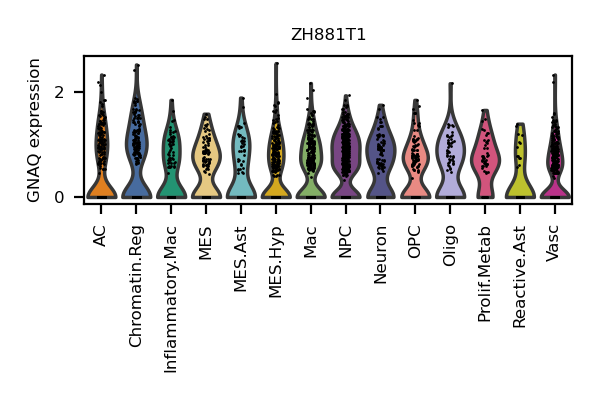 ZH881T1
GNAQ expression
2
0
AC
Chromatin.Reg
Inflammatory.Mac
MES
MES.Ast
MES.Hyp
Mac
NPC
Neuron
OPC
Oligo
Prolif.Metab
Reactive.Ast
Vasc